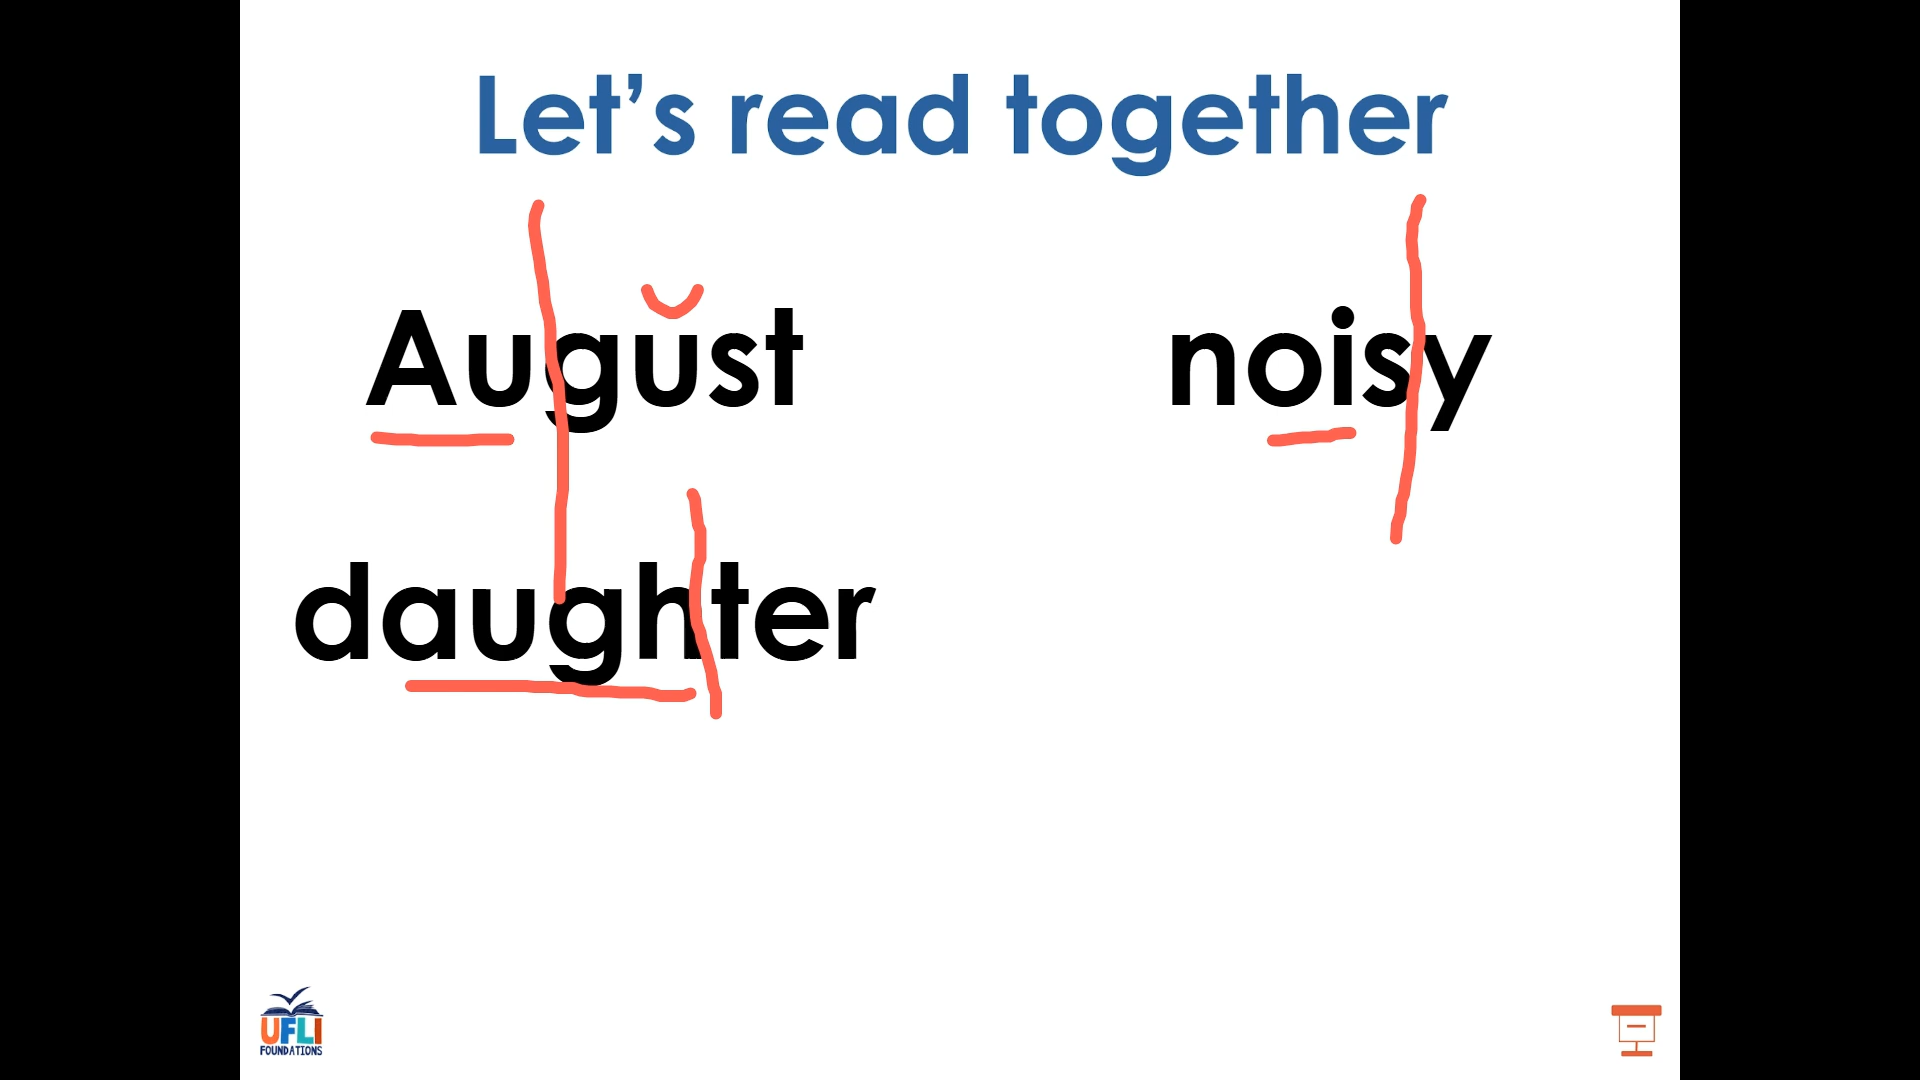 Let's read together
August noisy
daughter
UFLI
FOUNDATIONS